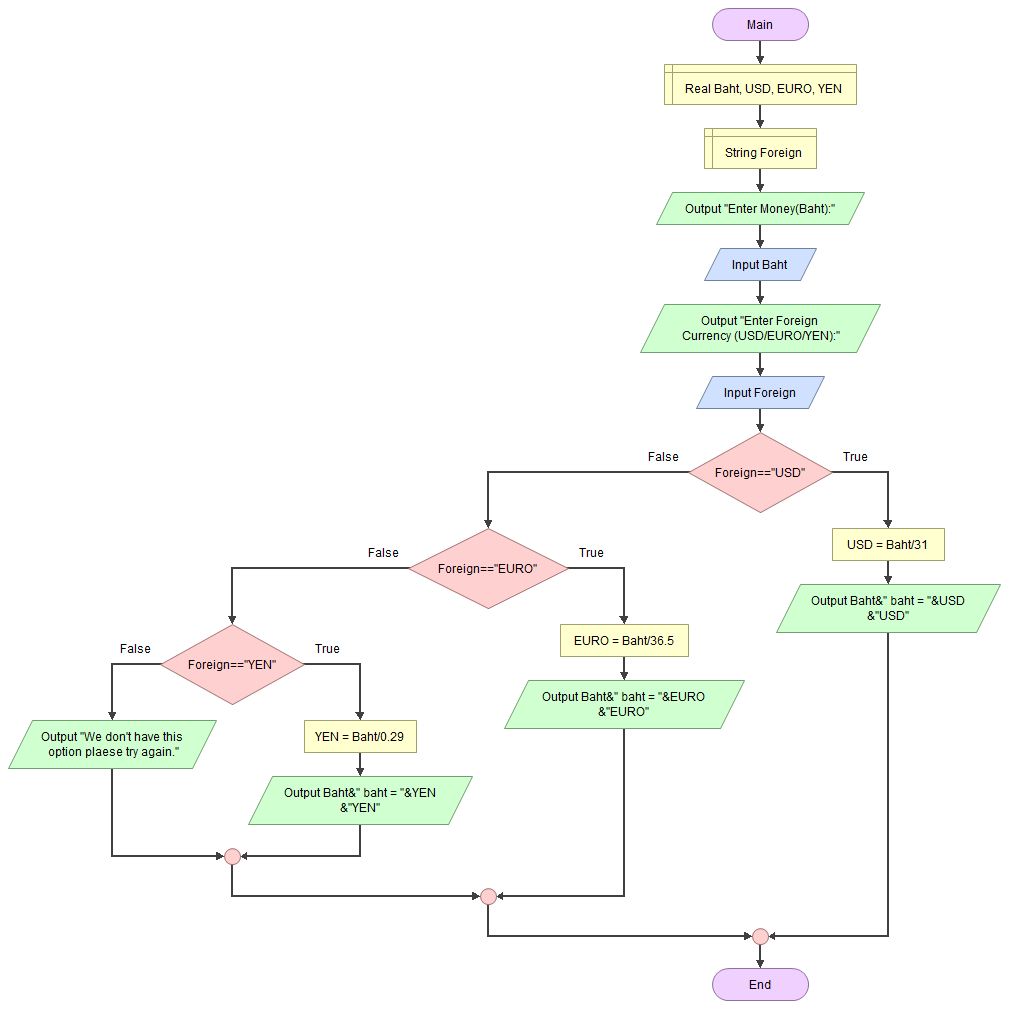 Main
Real Baht, USD, EURO, YEN
String Foreign
Output "Enter Money(Baht):"
Input Baht
Output "Enter Foreign
Currency (USD/EURO/YEN):"
Input Foreign
False
True
Foreign=="USD"
USD = Baht/31
Output Baht&" baht = "&USD
&"USD"
False
True
Foreign=="EURO"
EURO = Baht/36.5
Output Baht&" baht = "&EURO
&"EURO"
False
True
Foreign=="YEN"
Output "We don't have this
option plaese try again."
YEN = Baht/0.29
Output Baht&" baht = "&YEN
&"YEN"
End